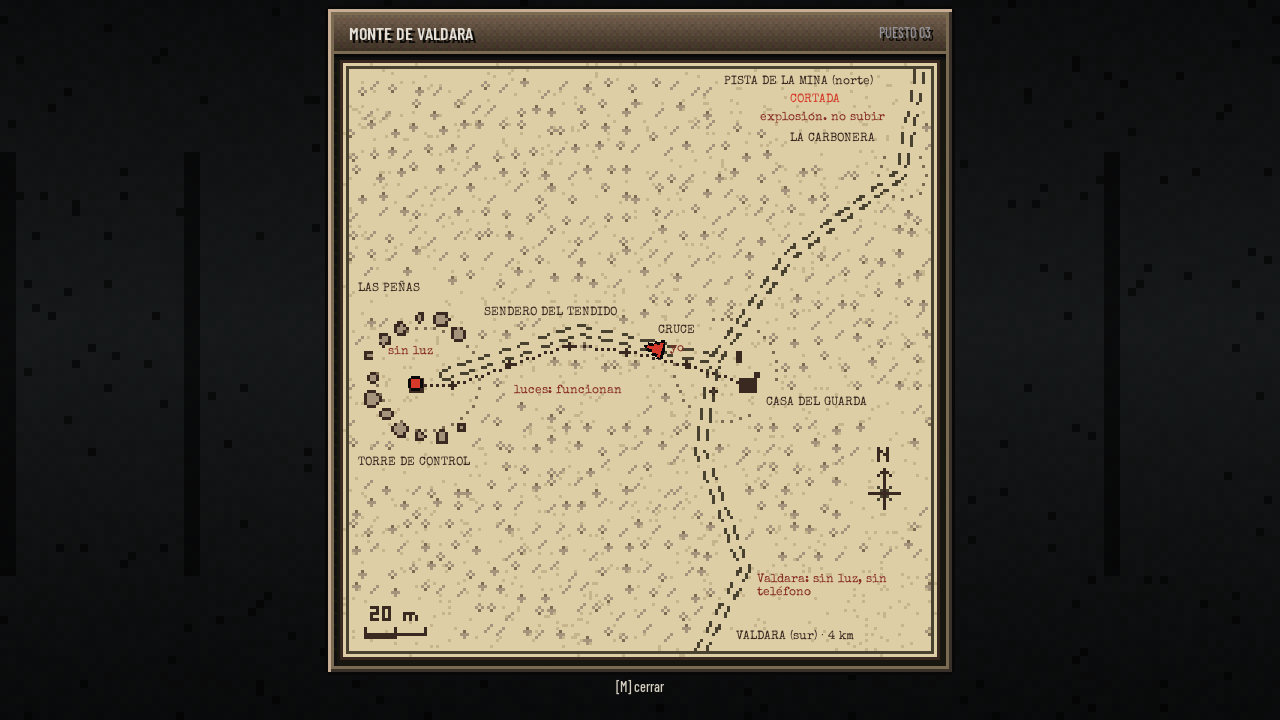 MONTE DE VALDARA
PUESTO 03
PISTA DE LA MINA (norte)
CORTADA
explosión. no subir
LA CARBONERA
LAS PEÑAS
SENDERO DEL TENDIDO
CRUCE
sin luz
yo
luces: funcionan
CASA DEL GUARDA
TORRE DE CONTROL
N
Valdara: sin luz, sin
teléfono
20 m
VALDARA (sur) · 4 km
[M] cerrar